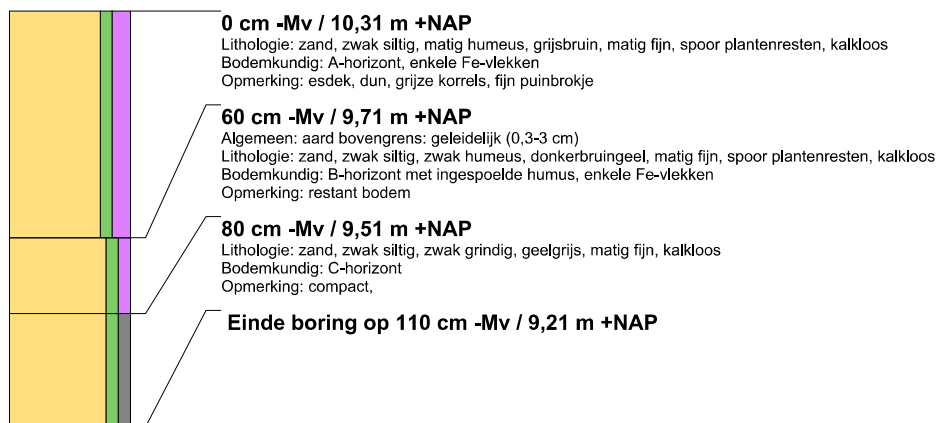 0 cm -Mv / 10,31 m +NAP
Lithologie: zand, zwak siltig, matig humeus, grijsbruin, matig fijn, spoor plantenresten, kalkloos
Bodemkundig: A-horizont, enkele Fe-vlekken
Opmerking: esdek, dun, grijze korrels, fijn puinbrokje
60 cm -Mv / 9,71 m +NAP
Algemeen: aard bovengrens: geleidelijk (0,3-3 cm)
Lithologie: zand, zwak siltig, zwak humeus, donkerbruingeel, matig fijn, spoor plantenresten, kalkloos
Bodemkundig: B-horizont met ingespoelde humus, enkele Fe-vlekken
Opmerking: restant bodem
80 cm -Mv / 9,51 m +NAP
Lithologie: zand, zwak siltig, zwak grindig, geelgrijs, matig fijn, kalkloos
Bodemkundig: C-horizont
Opmerking: compact,
Einde boring op 110 cm -Mv / 9,21 m +NAP